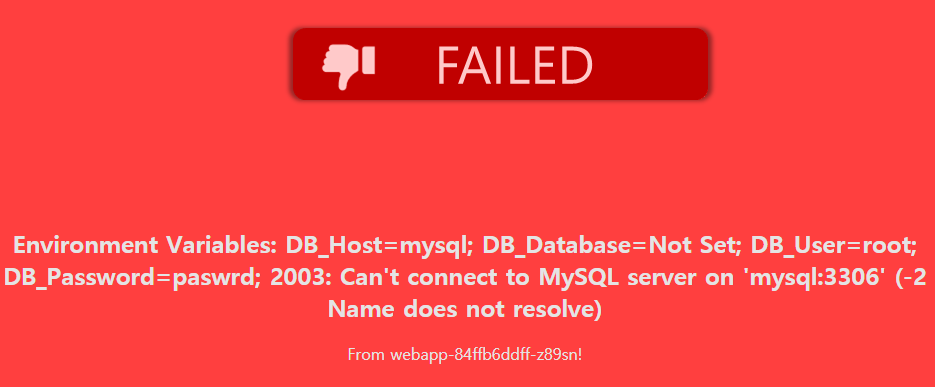 FAILED
Environment Variables: DB_Host=mysql; DB_Database=Not Set; DB_User=root;
DB_Password=paswrd; 2003: Can't connect to MySQL server on 'mysql:3306' (-2
Name does not resolve)
From webapp-84ffb6ddff-z89sn!